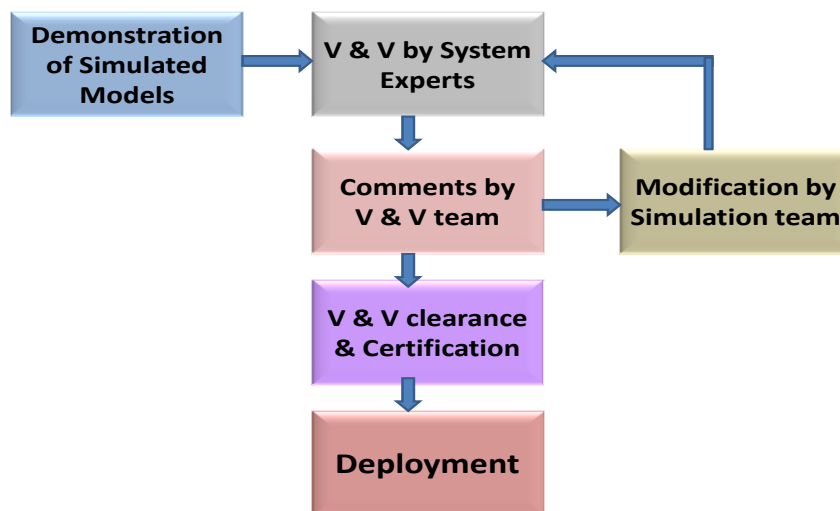 Demonstration
of Simulated
Models
V & V by System
Experts
Comments by
V & V team
Modification by
Simulation team
V & V clearance
& Certification
Deployment